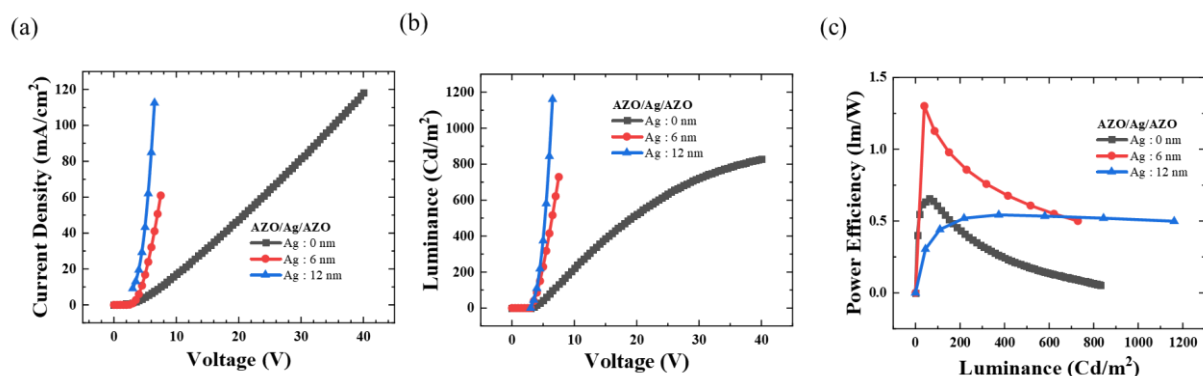 (a)
Current Density (mA/cm²)
120
100
80
60
40
20
0
AZO/Ag/AZO
Ag : 0 nm
Ag : 6 nm
Ag : 12 nm
0
10
20
30
40
Voltage (V)
(b)
Luminance (Cd/m²)
1200
1000
800
600
400
200
0
AZO/Ag/AZO
Ag : 0 nm
Ag : 6 nm
Ag : 12 nm
0
10
20
30
40
Voltage (V)
(c)
Power Efficiency (lm/W)
1.5
1.0
0.5
0.0
AZO/Ag/AZO
Ag : 0 nm
Ag : 6 nm
Ag : 12 nm
0
200
400
600
800
1000
1200
Luminance (Cd/m²)